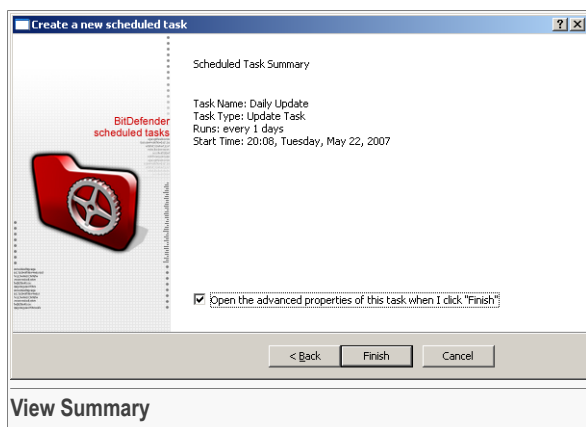 Create a new scheduled task
BitDefender
scheduled tasks
Scheduled Task Summary
Task Name: Daily Update
Task Type: Update Task
Runs: every 1 days
Start Time: 20:08, Tuesday, May 22, 2007
Open the advanced properties of this task when I click "Finish"
< Back
Finish
Cancel
View Summary